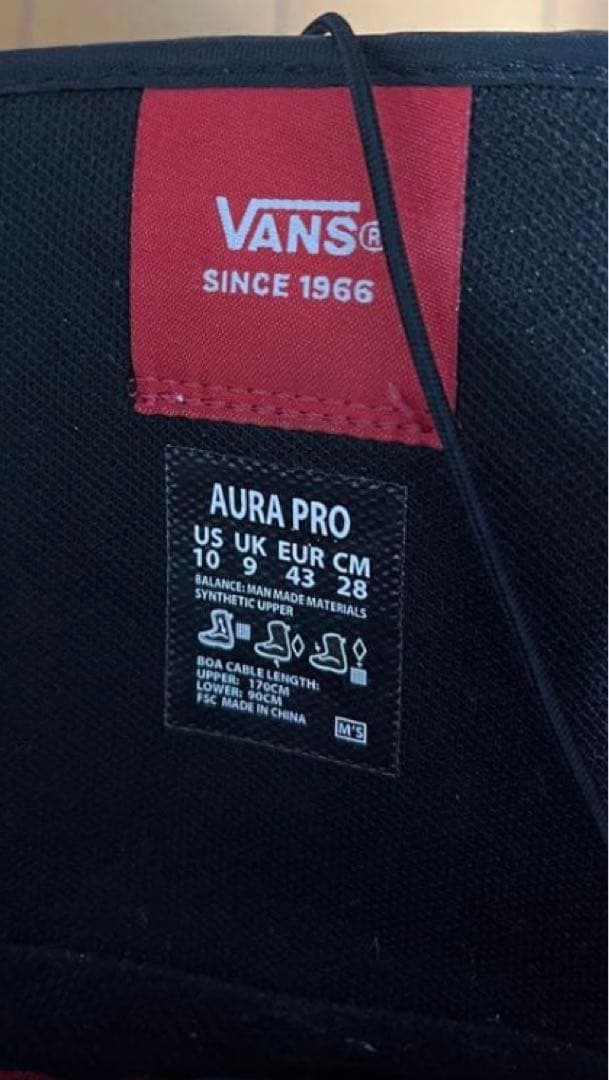 VANS®
SINCE 1966
AURA PRO
US UK EUR CM
10 9 43 28
BALANCE: MAN MADE MATERIALS
SYNTHETIC UPPER
BOA CABLE LENGTH:
UPPER: 170CM
LOWER: 90CM
FSC MADE IN CHINA
M'S